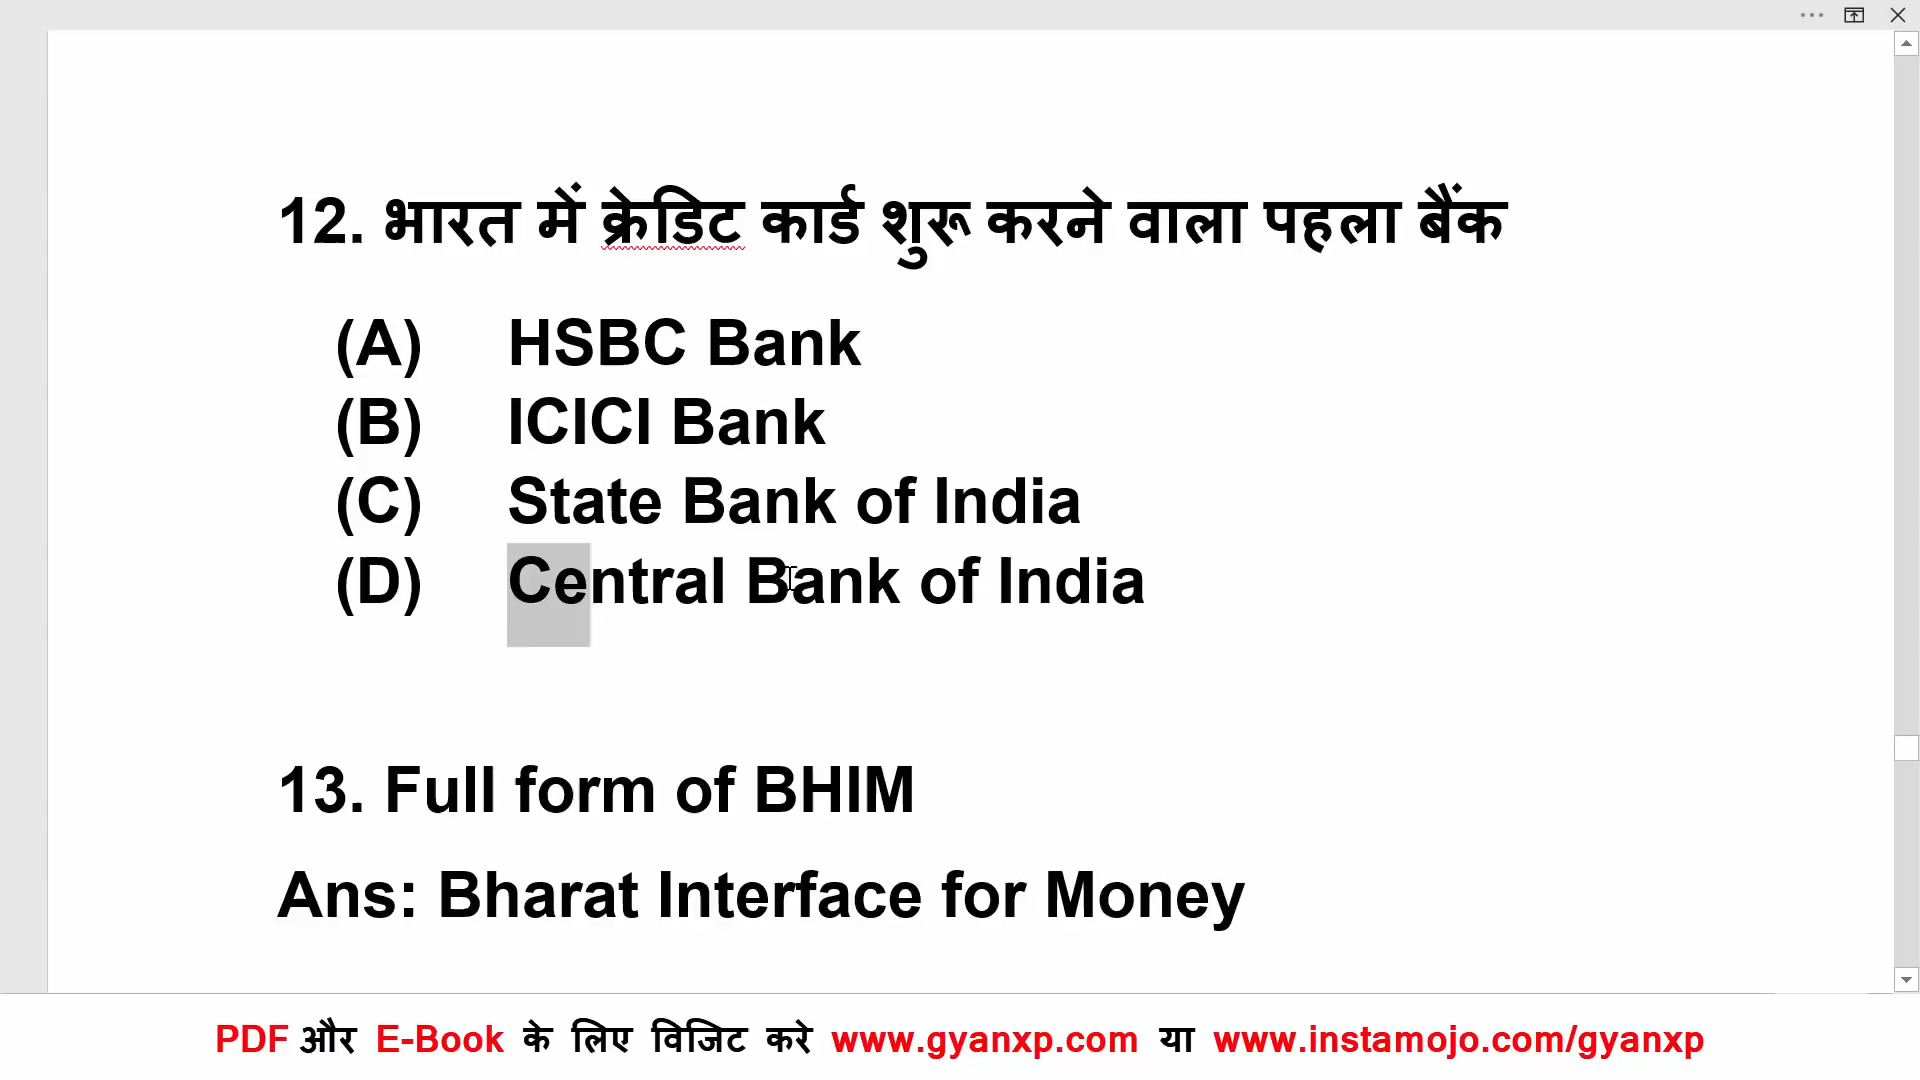 12. भारत में क्रेडिट कार्ड शुरू करने वाला पहला बैंक
(A) HSBC Bank
(B) ICICI Bank
(C) State Bank of India
(D) Central Bank of India
13. Full form of BHIM
Ans: Bharat Interface for Money
PDF और E-Book के लिए विजिट करे www.gyanxp.com या www.instamojo.com/gyanxp